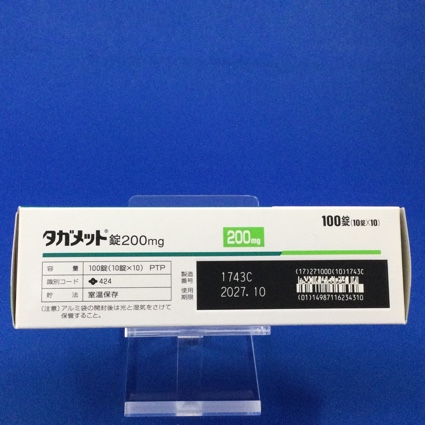 100錠(10錠×10)
タガメット®錠200mg
200mg
容量 100錠(10錠×10) PTP
識別コード 424
貯法 室温保存
(注意)アルミ袋の開封後は光と湿気をさけて
保管すること。
製造番号 1743C
使用期限 2027.10
(17)271000(10)1743C
(01)14987116234310